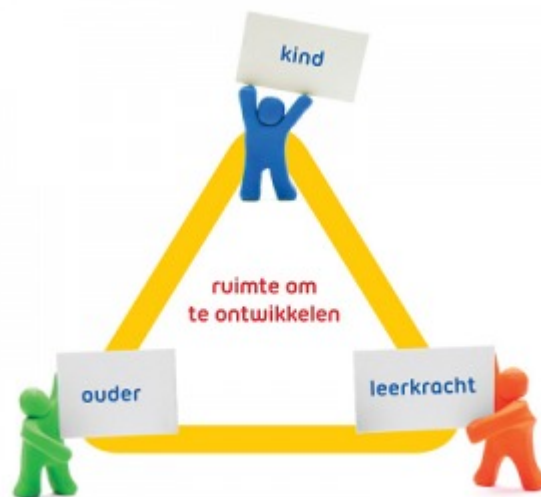 kind
ruimte om
te ontwikkelen
ouder
leerkracht